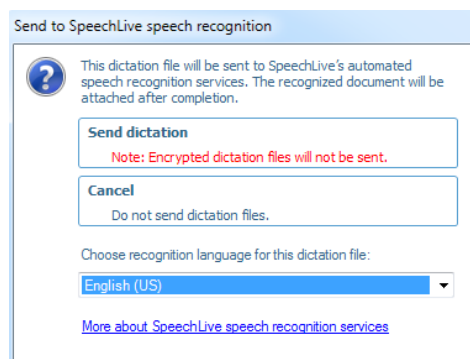 Send to SpeechLive speech recognition
This dictation file will be sent to SpeechLive's automated
speech recognition services. The recognized document will be
attached after completion.
Send dictation
Note: Encrypted dictation files will not be sent.
Cancel
Do not send dictation files.
Choose recognition language for this dictation file:
English (US)
More about SpeechLive speech recognition services